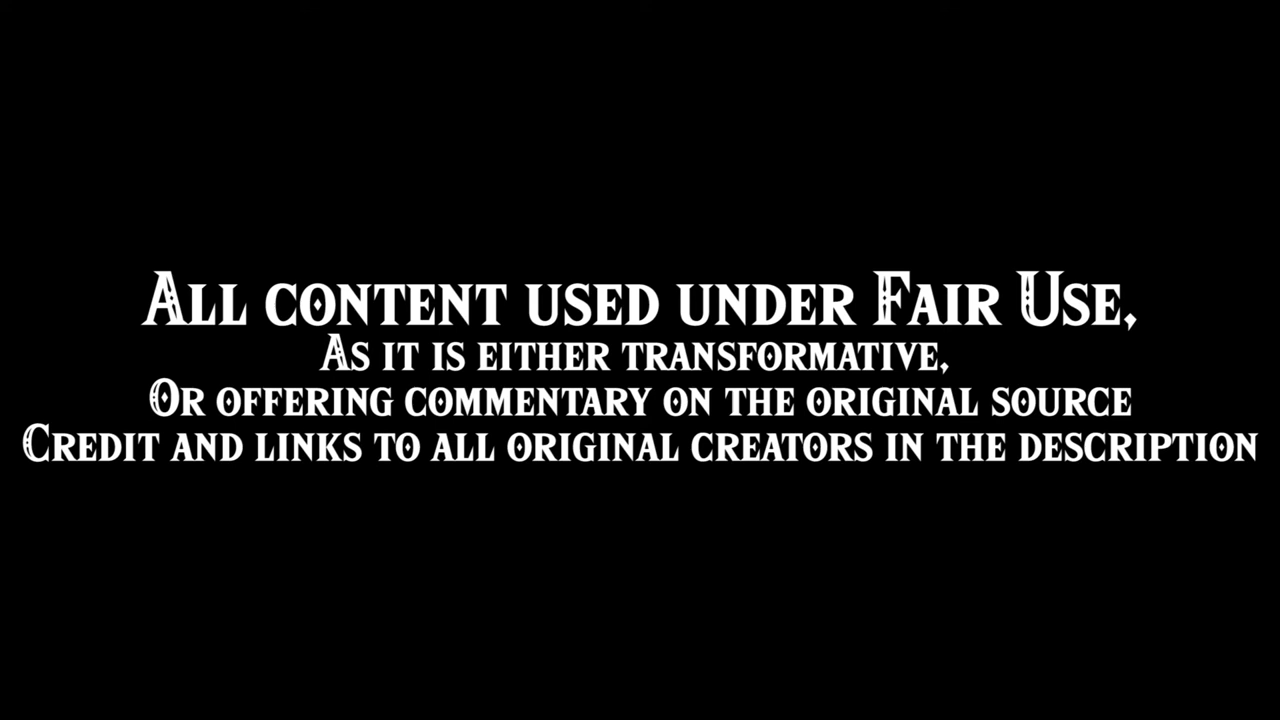 All content used under Fair Use,
As it is either transformative,
Or offering commentary on the original source
Credit and links to all original creators in the description